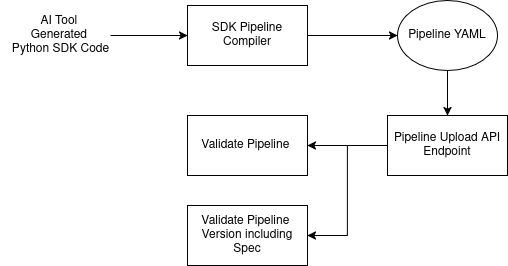 AI Tool
Generated
Python SDK Code
SDK Pipeline
Compiler
Pipeline YAML
Validate Pipeline
Pipeline Upload API
Endpoint
Validate Pipeline
Version including
Spec